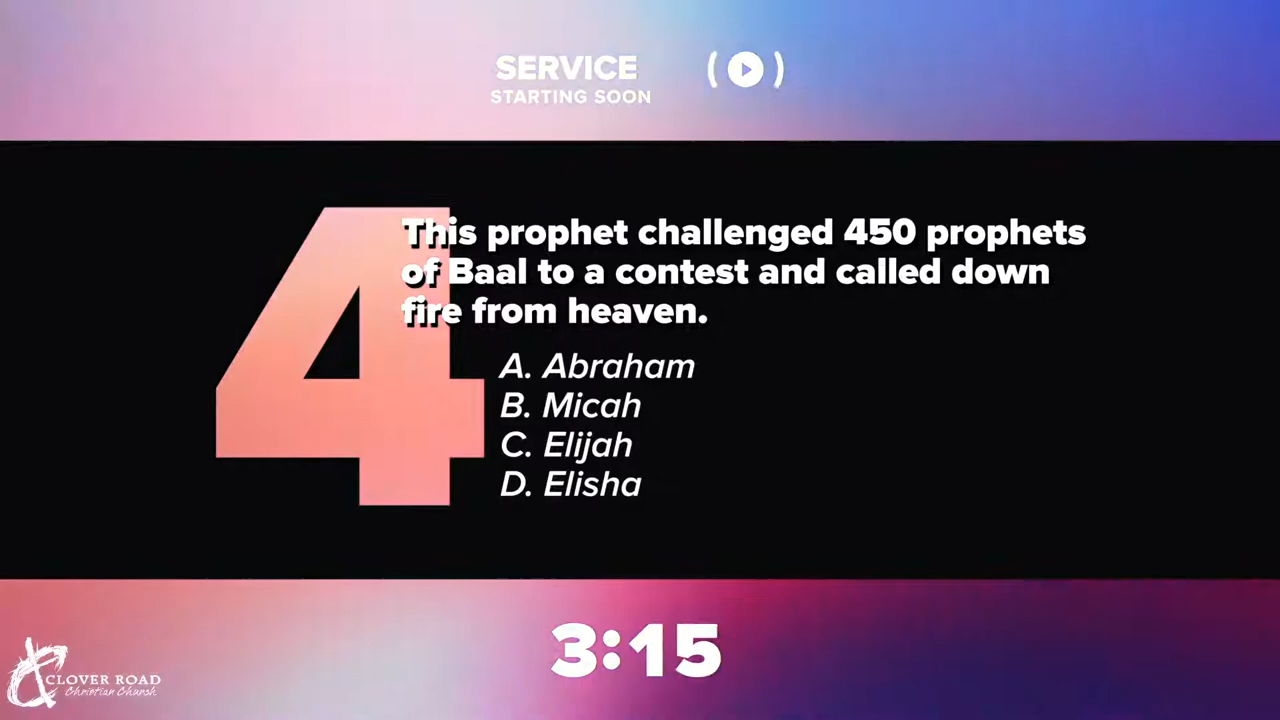 SERVICE
STARTING SOON
4
This prophet challenged 450 prophets
of Baal to a contest and called down
fire from heaven.
A. Abraham
B. Micah
C. Elijah
D. Elisha
3:15
CLOVER ROAD
Christian Church